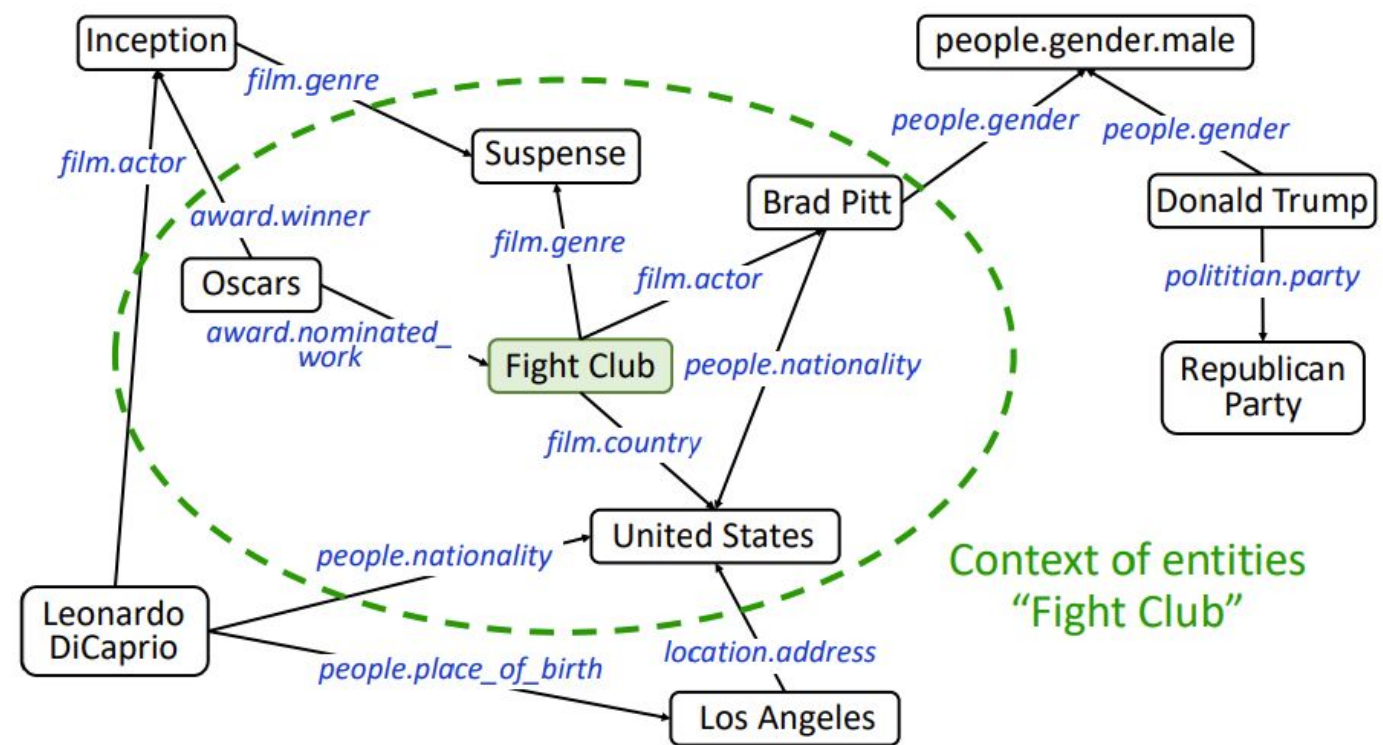 Inception
people.gender.male
film.genre
people.gender
people.gender
film.actor
Suspense
Brad Pitt
Donald Trump
award.winner
film.genre
film.actor
polititian.party
Oscars
award.nominated_
work
Fight Club
people.nationality
Republican
Party
film.country
United States
people.nationality
Context of entities
“Fight Club”
Leonardo
DiCaprio
location.address
people.place_of_birth
Los Angeles